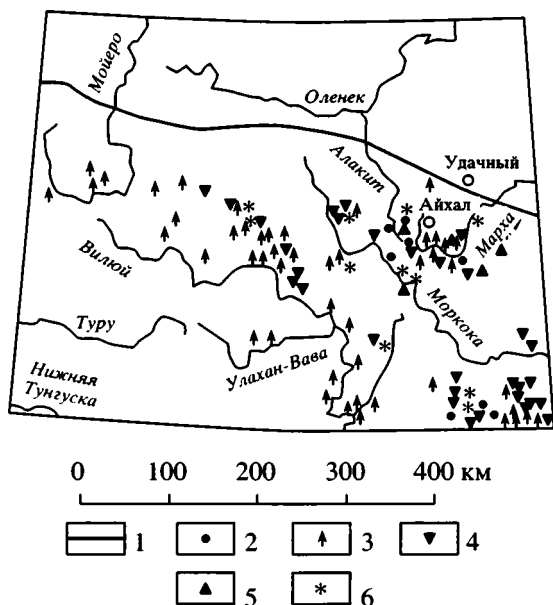 Мойеро
Оленек
Алакит
Удачный
Айхал
Марха
Вилюй
Моркока
Туру
Улахан-Вава
Нижняя
Тунгуска
0 100 200 300 400 км
1 2 3 4
5 6